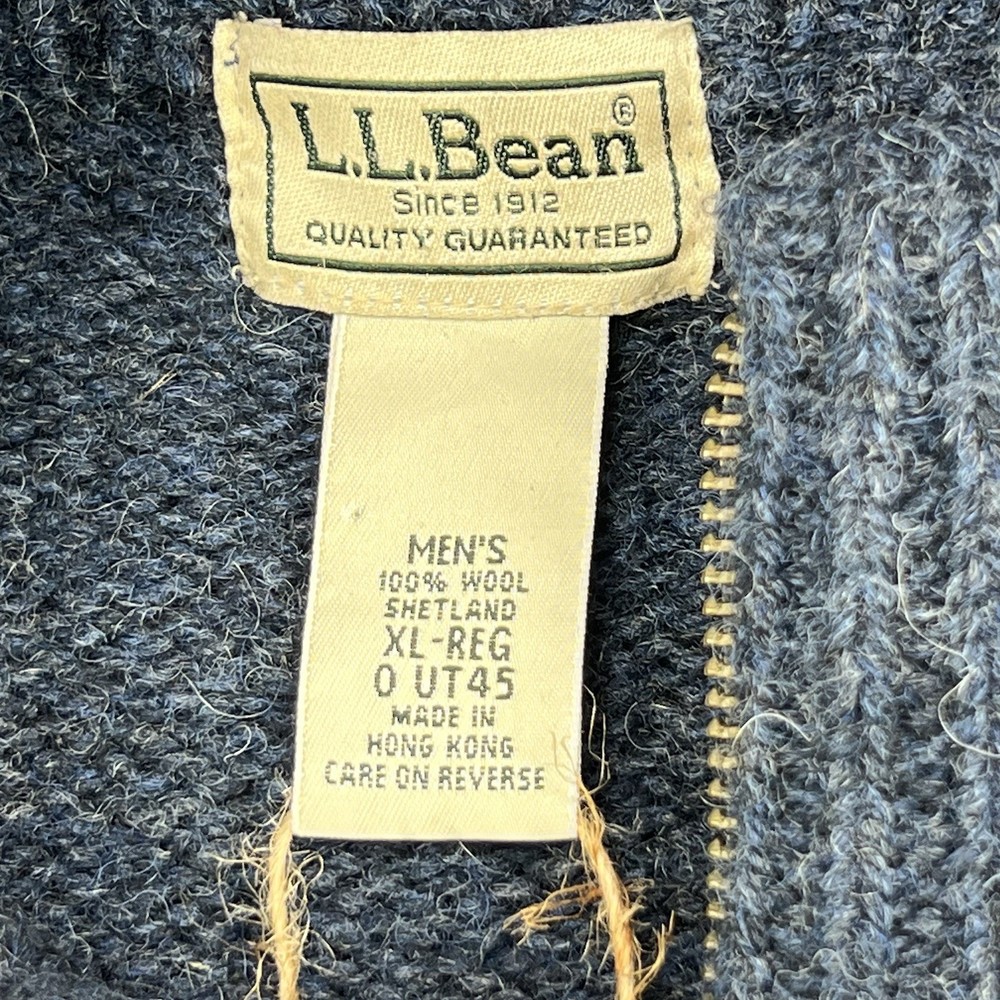 L.L.Bean®
Since 1912
QUALITY GUARANTEED
MEN'S
100% WOOL
SHETLAND
XL-REG
0 UT45
MADE IN
HONG KONG
CARE ON REVERSE